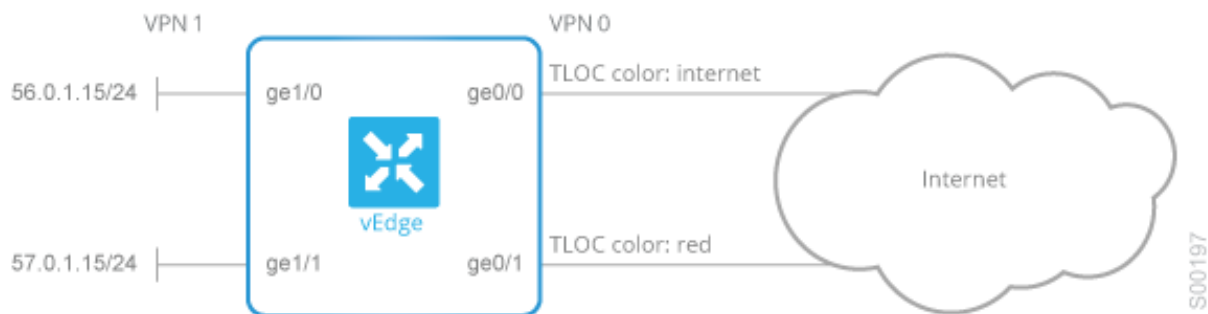 VPN 1
VPN 0
56.0.1.15/24
ge1/0
ge0/0
TLOC color: internet
vEdge
Internet
57.0.1.15/24
ge1/1
ge0/1
TLOC color: red
S00197